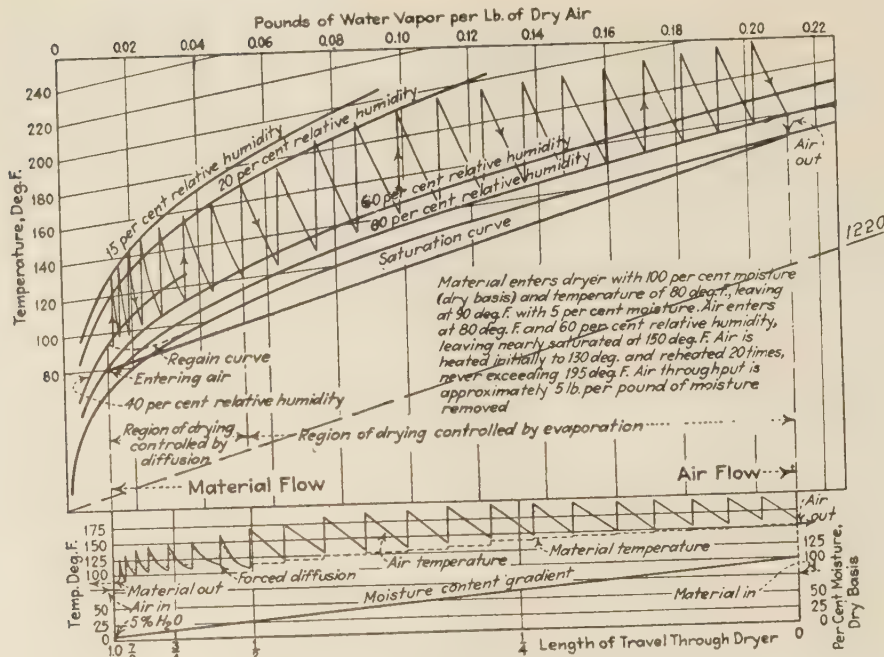 Pounds of Water Vapor per Lb. of Dry Air
0 0.02 0.04 0.06 0.08 0.10 0.12 0.14 0.16 0.18 0.20 0.22
240
220
200
180
160
140
120
100
80
Temperature, Deg.F.
15 per cent relative humidity
20 per cent relative humidity
60 per cent relative humidity
80 per cent relative humidity
Saturation curve
Air
out
1220
Material enters dryer with 100 per cent moisture
(dry basis) and temperature of 80 deg.F., leaving
at 90 deg.F. with 5 per cent moisture. Air enters
at 80 deg.F. and 60 per cent relative humidity,
leaving nearly saturated at 150 deg.F. Air is
heated initially to 130 deg. and reheated 20 times,
never exceeding 195 deg.F. Air throughput is
approximately 5 lb. per pound of moisture
removed
Regain curve
Entering air
40 per cent relative humidity
Region of drying
controlled by
diffusion
Region of drying controlled by evaporation
Material Flow
Air Flow
175
150
125
100
75
50
25
0
Temp. Deg.F.
Forced diffusion
Air temperature
Material temperature
Air
out
Material out
Air in
5% H2O
Moisture content gradient
Material in
125
100
75
50
25
0
Per Cent Moisture,
Dry Basis
1.0
Length of Travel Through Dryer
0